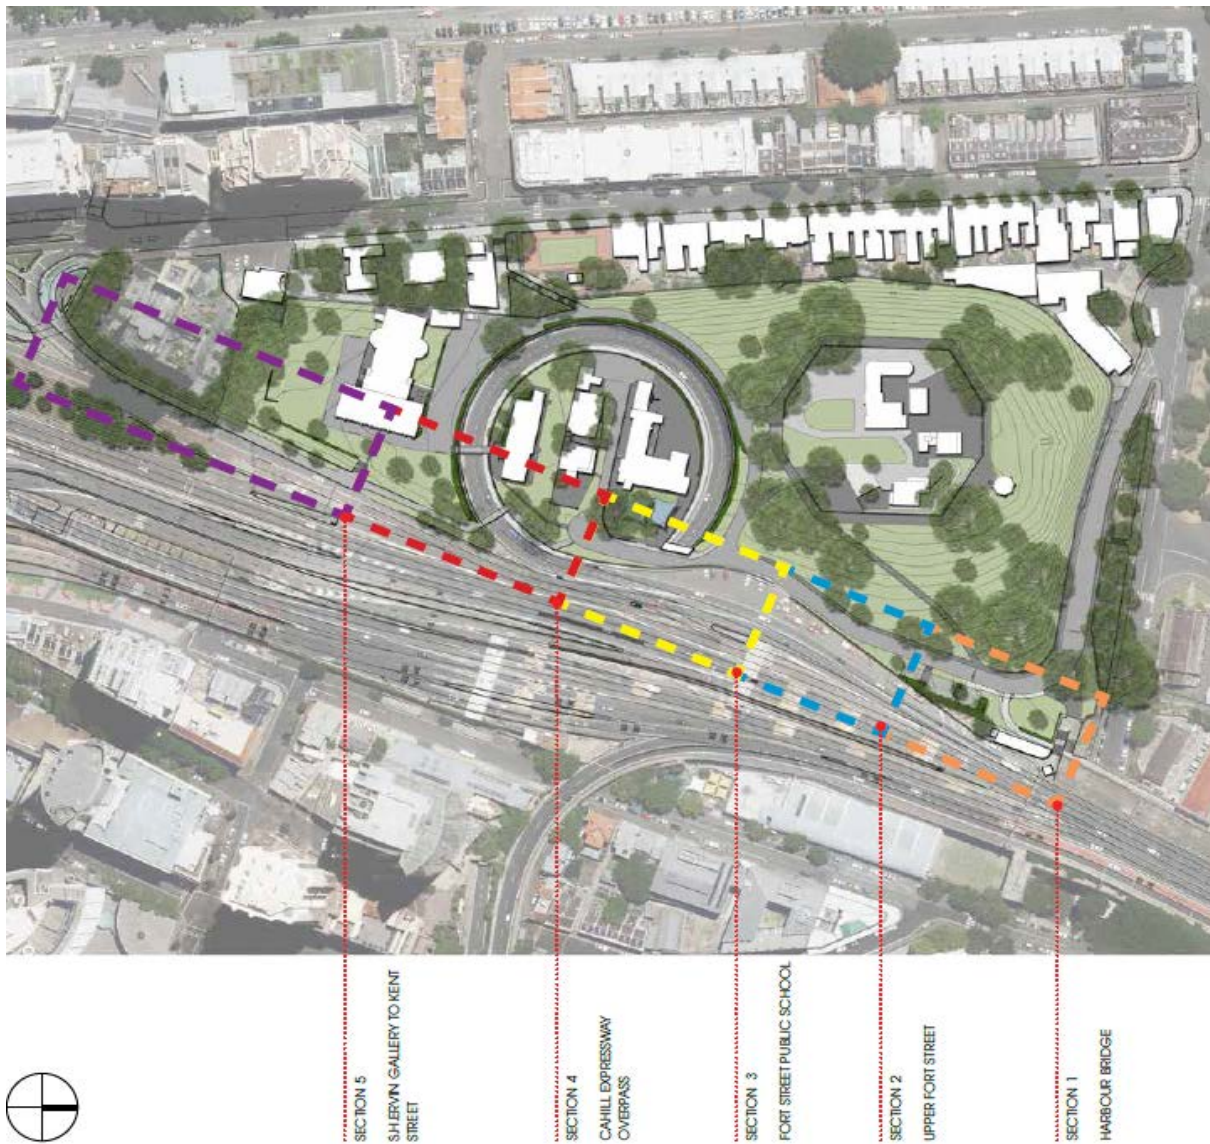 SECTION 5
S.H.ERVIN GALLERY TO KENT
STREET
SECTION 4
CAHILL EXPRESSWAY
OVERPASS
SECTION 3
FORT STREET PUBLIC SCHOOL
SECTION 2
UPPER FORT STREET
SECTION 1
HARBOUR BRIDGE